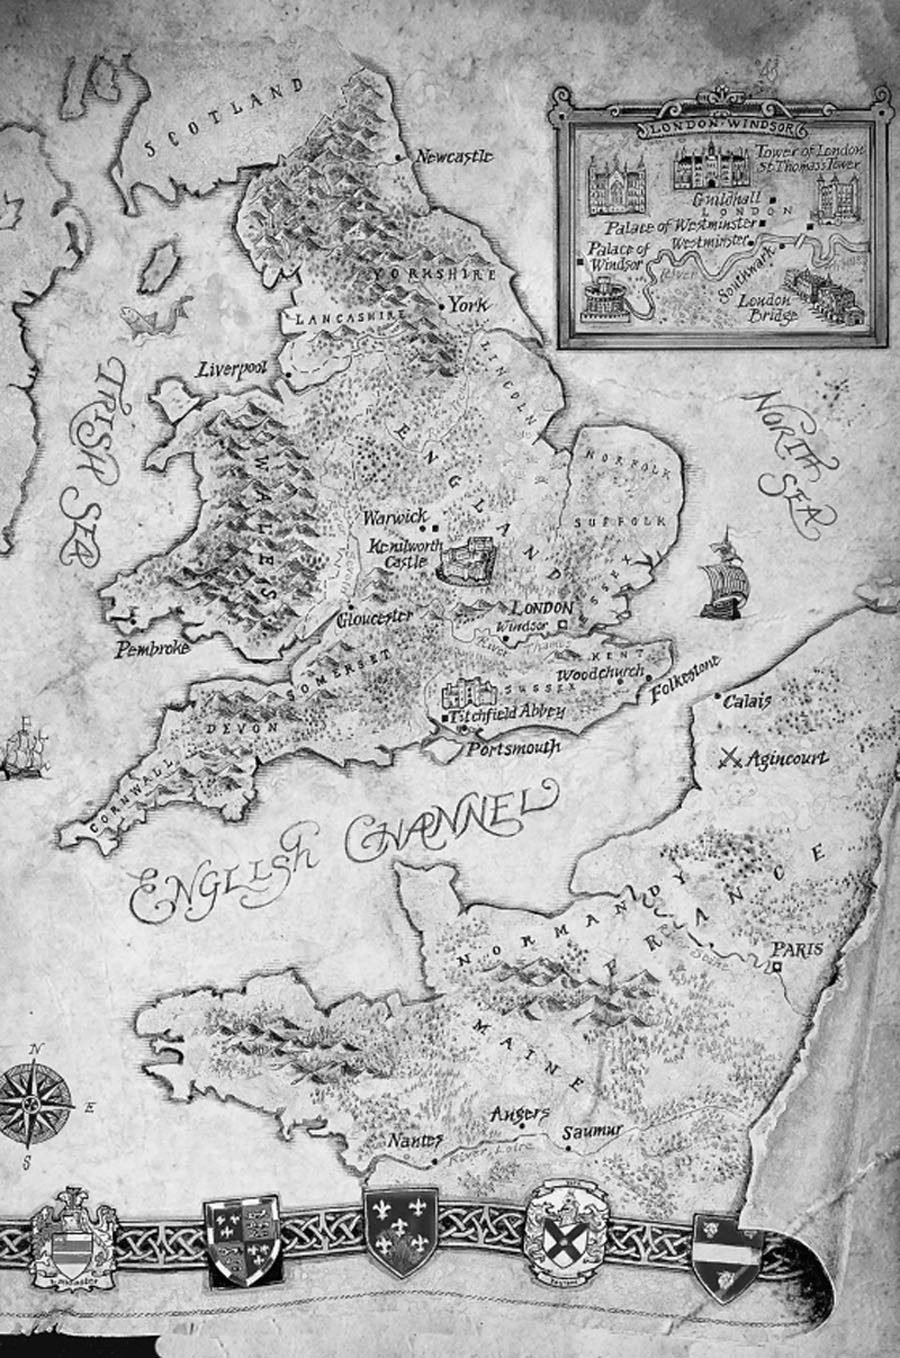 SCOTLAND
Newcastle
LONDON·WINDSOR
Tower of London
St Thomas's Tower
Guildhall
LONDON
Palace of Westminster
Westminster
Palace of
Windsor
River
Southwark
London
Bridge
YORKSHIRE
York
LANCASHIRE
Liverpool
LINCOLN
IRISH SEA
NORTH SEA
ENGLAND
NORFOLK
SUFFOLK
WALES
Warwick
Kenilworth
Castle
ESSEX
Gloucester
LONDON
Windsor
River Thames
Pembroke
KENT
Woodchurch
SOMERSET
SUSSEX
Folkestone
Titchfield Abbey
Calais
DEVON
Portsmouth
Agincourt
CORNWALL
ENGLISH CHANNEL
FRANCE
NORMANDY
Seine
PARIS
MAINE
N
E
S
Angers
Saumur
Nantes
River Loire
Lancaster